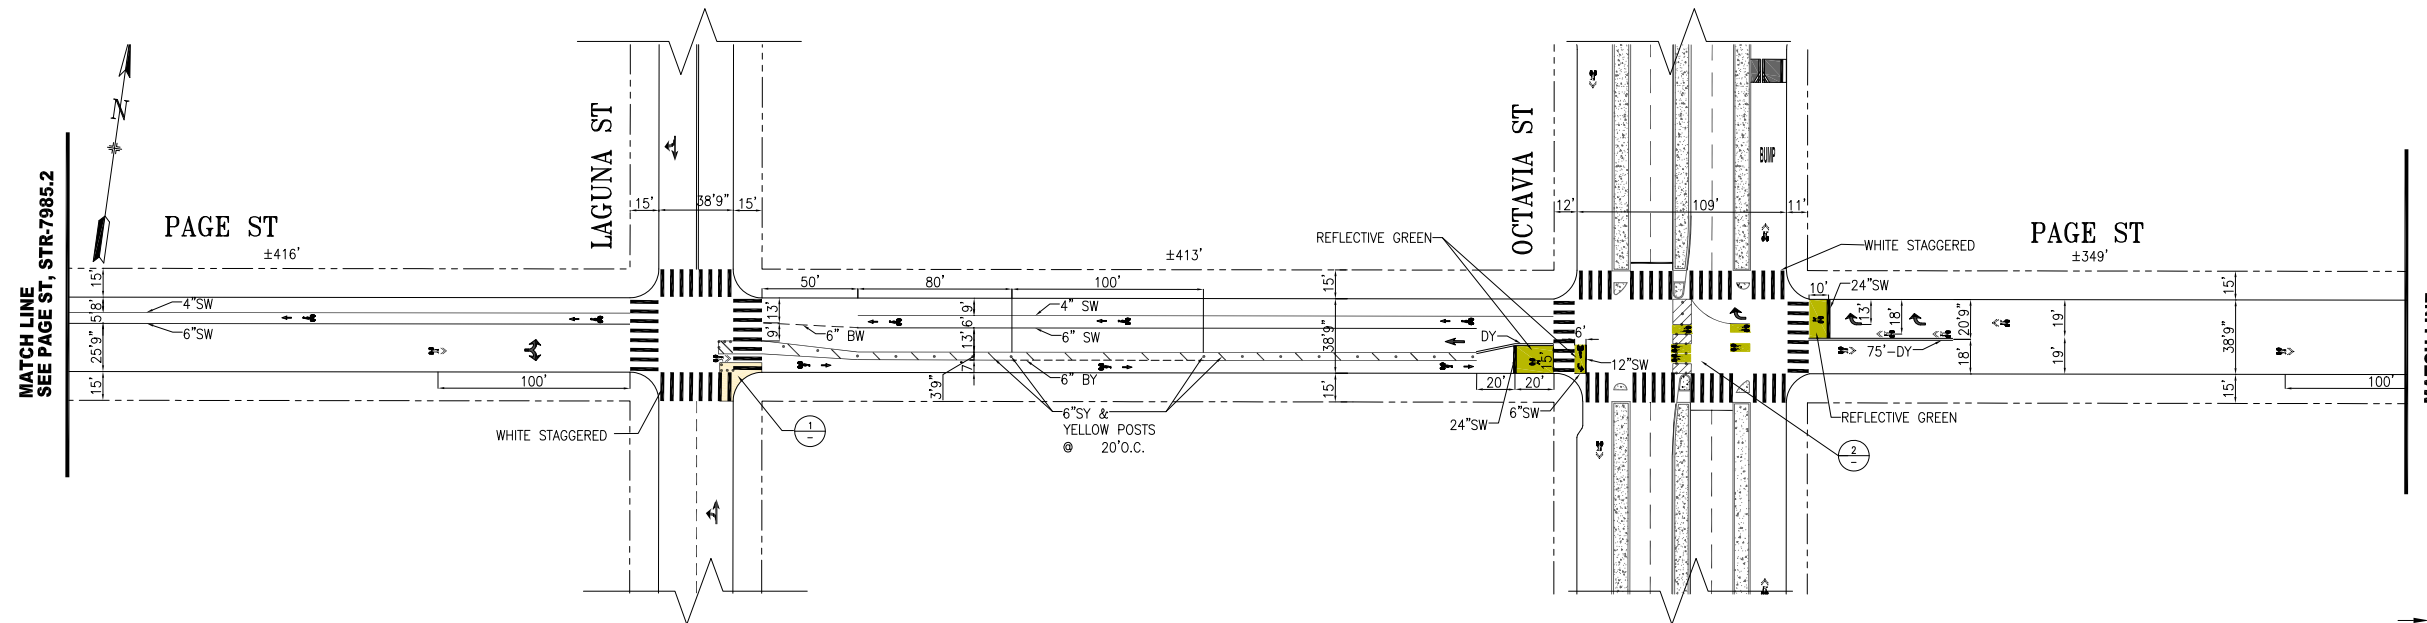 MATCH LINE
SEE PAGE ST, STR-7985.2
N
PAGE ST
±416'
15'
5'8'
25'9"
15'
4"SW
6"SW
100'
LAGUNA ST
15'
38'9"
15'
WHITE STAGGERED
1
-
50'
80'
100'
±413'
13'
9'
6" BW
6'9'
13'
7'
3'9"
4" SW
6" SW
6" BY
6"SY &
YELLOW POSTS
@ 20'O.C.
15'
38'9"
15'
REFLECTIVE GREEN
DY
15'
6'
20'
20'
24"SW
6"SW
12"SW
OCTAVIA ST
12'
109'
11'
BUMP
WHITE STAGGERED
2
-
PAGE ST
±349'
10'
24"SW
13'
18'
20'9"
18'
19'
19'
75'-DY
REFLECTIVE GREEN
15'
38'9"
15'
100'